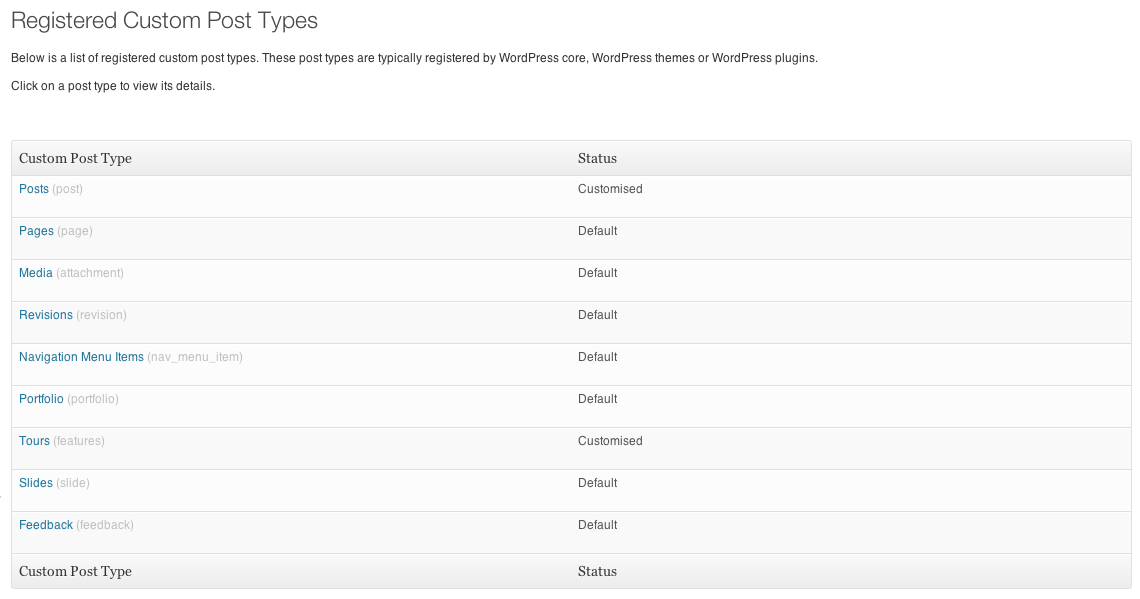 Registered Custom Post Types
Below is a list of registered custom post types. These post types are typically registered by WordPress core, WordPress themes or WordPress plugins.
Click on a post type to view its details.
Custom Post Type Status
Posts (post) Customised
Pages (page) Default
Media (attachment) Default
Revisions (revision) Default
Navigation Menu Items (nav_menu_item) Default
Portfolio (portfolio) Default
Tours (features) Customised
Slides (slide) Default
Feedback (feedback) Default
Custom Post Type Status